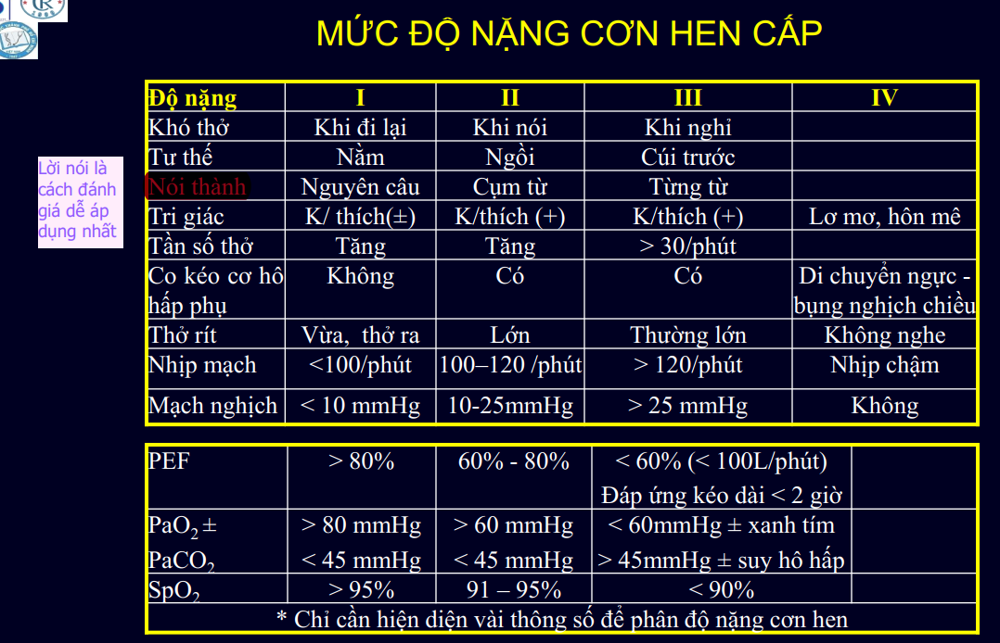 MỨC ĐỘ NẶNG CƠN HEN CẤP
Độ nặng I II III IV
Khó thở Khi đi lại Khi nói Khi nghỉ
Tư thế Nằm Ngồi Cúi trước
Lời nói là
cách đánh
giá dễ áp
dụng nhất
Nói thành Nguyên câu Cụm từ Từng từ
Tri giác K/ thích(±) K/thích (+) K/thích (+) Lơ mơ, hôn mê
Tần số thở Tăng Tăng > 30/phút
Co kéo cơ hô Không Có Có Di chuyển ngực -
hấp phụ bụng nghịch chiều
Thở rít Vừa, thở ra Lớn Thường lớn Không nghe
Nhịp mạch <100/phút 100–120 /phút > 120/phút Nhịp chậm
Mạch nghịch < 10 mmHg 10-25mmHg > 25 mmHg Không
PEF > 80% 60% - 80% < 60% (< 100L/phút)
Đáp ứng kéo dài < 2 giờ
PaO₂ ± > 80 mmHg > 60 mmHg < 60mmHg ± xanh tím
PaCO₂ < 45 mmHg < 45 mmHg > 45mmHg ± suy hô hấp
SpO₂ > 95% 91 – 95% < 90%
* Chỉ cần hiện diện vài thông số để phân độ nặng cơn hen